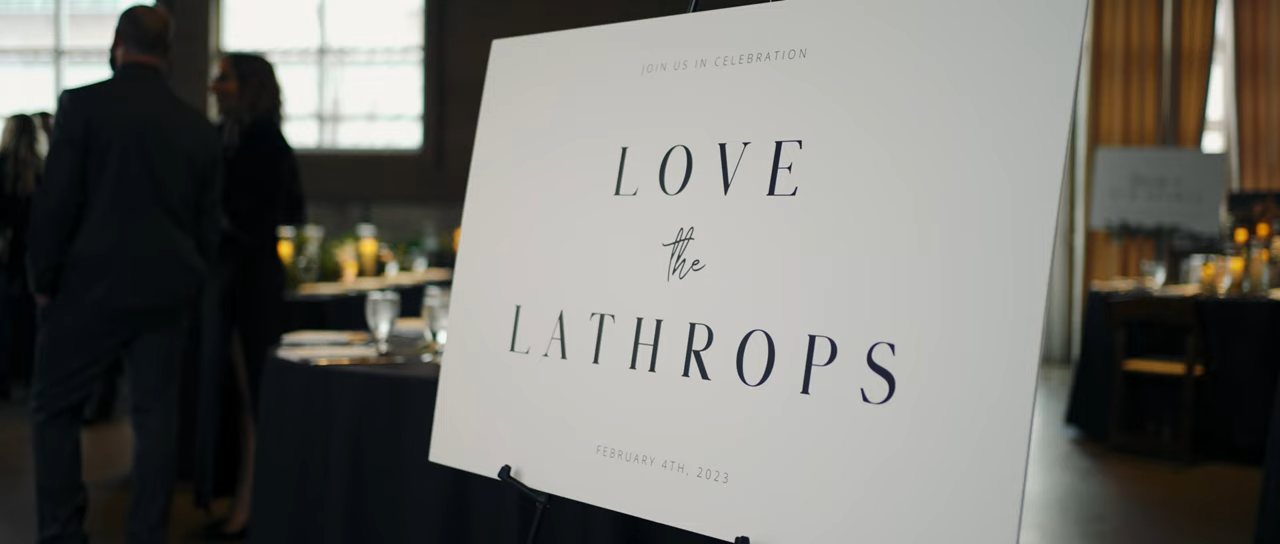 JOIN US IN CELEBRATION
LOVE
the
LATHROPS
FEBRUARY 4TH, 2023